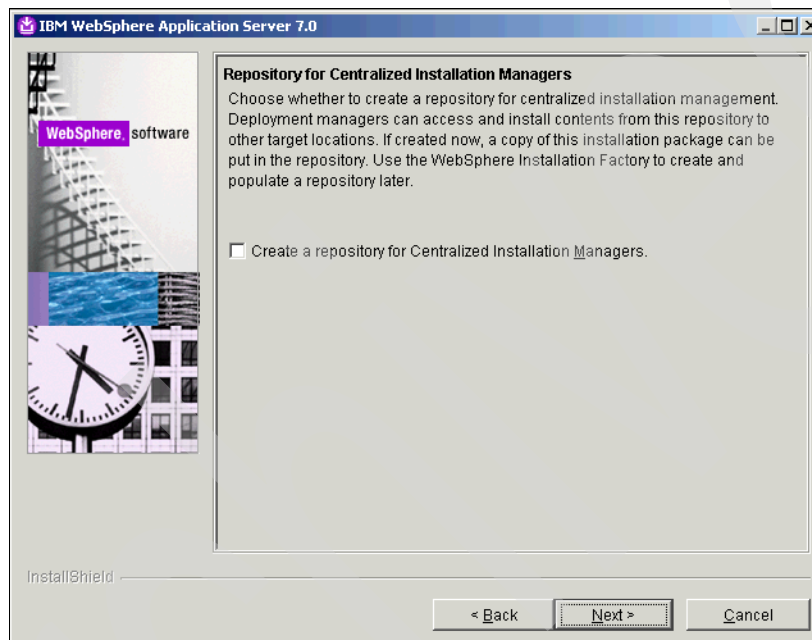 IBM WebSphere Application Server 7.0
WebSphere. software
Repository for Centralized Installation Managers
Choose whether to create a repository for centralized installation management.
Deployment managers can access and install contents from this repository to
other target locations. If created now, a copy of this installation package can be
put in the repository. Use the WebSphere Installation Factory to create and
populate a repository later.
Create a repository for Centralized Installation Managers.
InstallShield
< Back
Next >
Cancel